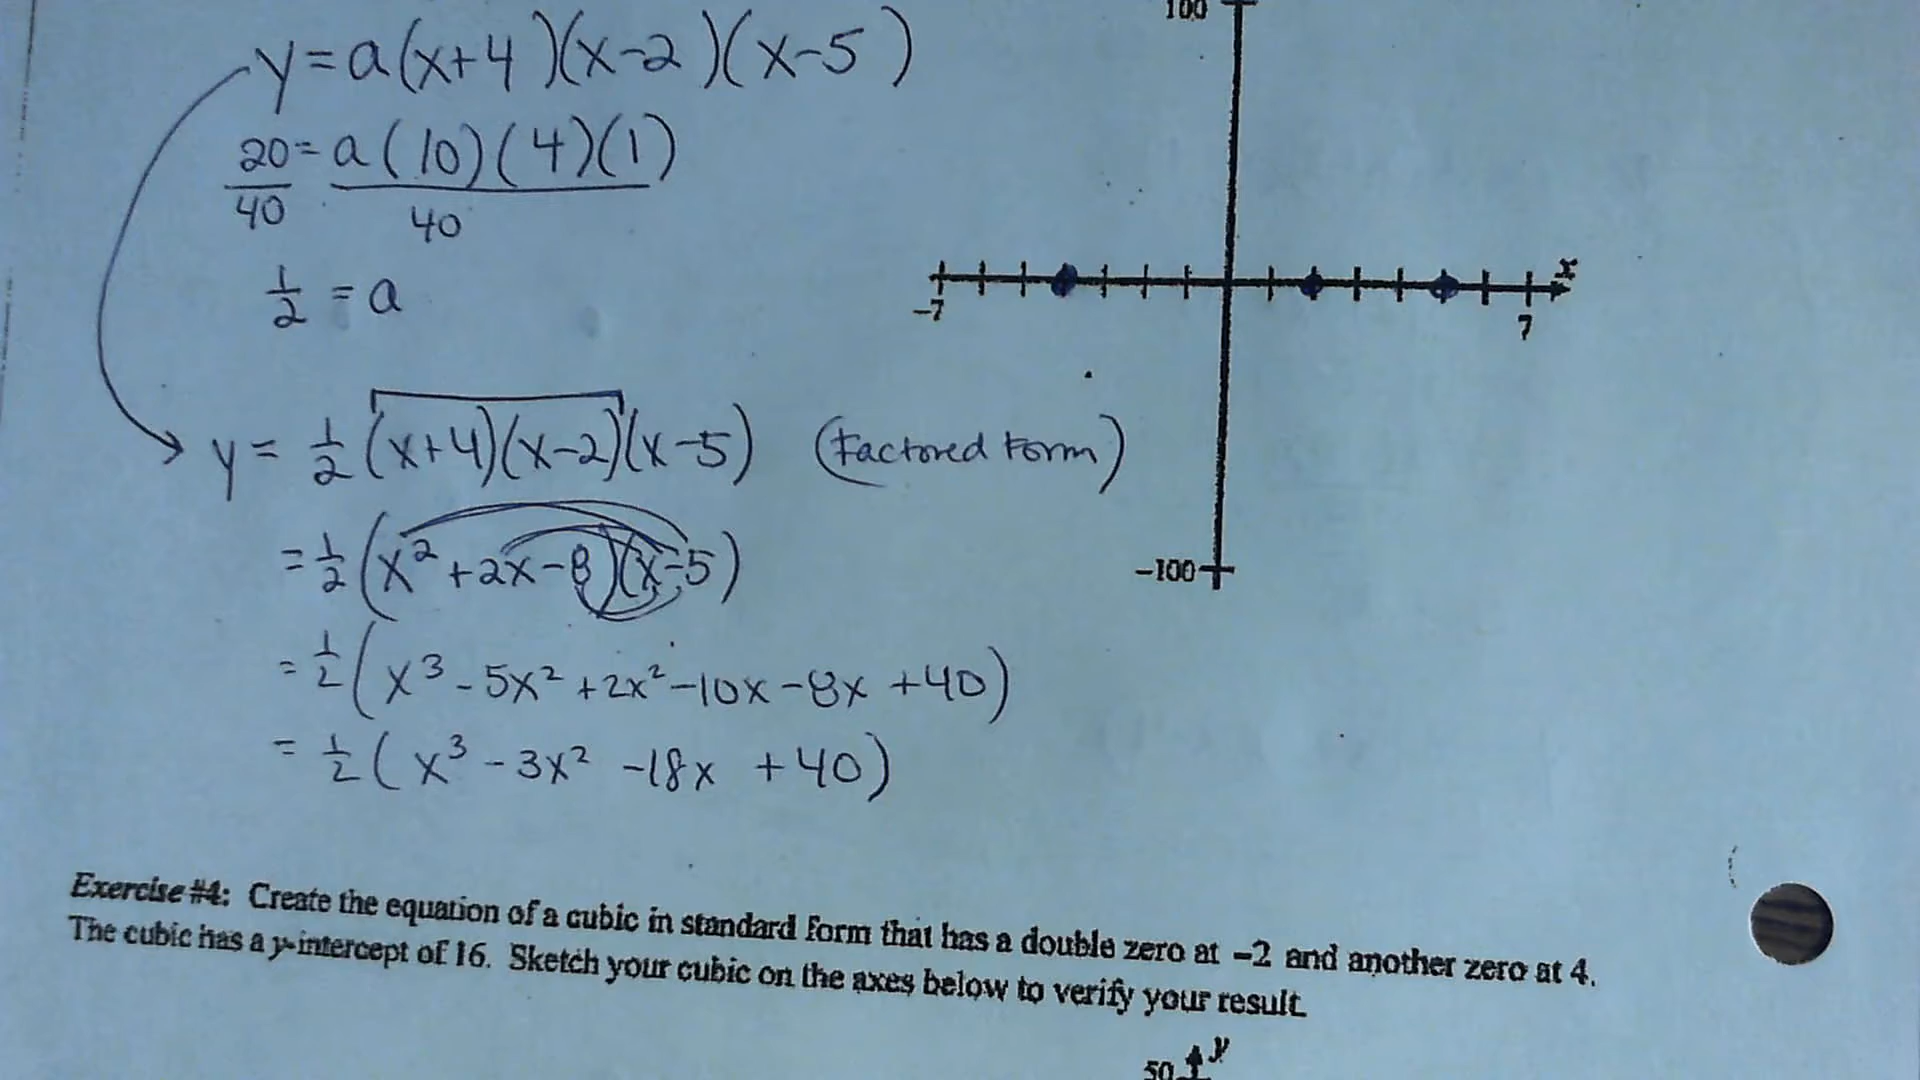 y=a(x+4)(x-2)(x-5)
20=a(10)(4)(1)
40 40
1/2 = a
y = 1/2(x+4)(x-2)(x-5) (Factored Form)
=1/2(x²+2x-8)(x-5)
=1/2(x³-5x²+2x²-10x-8x+40)
=1/2(x³-3x²-18x+40)
100
x
-7
7
-100
Exercise #4: Create the equation of a cubic in standard form that has a double zero at -2 and another zero at 4.
The cubic has a y-intercept of 16. Sketch your cubic on the axes below to verify your result.
y
50